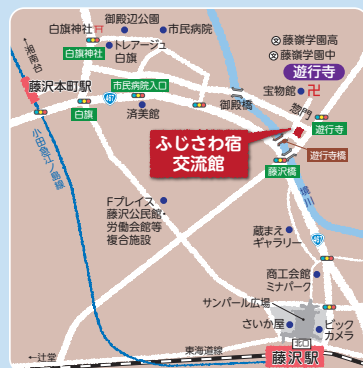 白旗神社
御殿辺公園
市民病院
←湘南台
白旗神社
トレアージュ
白旗
藤嶺学園高
藤嶺学園中
遊行寺
宝物館
惣門
藤沢本町駅
市民病院入口
467
御殿橋
遊行寺
白旗
済美館
ふじさわ宿
交流館
遊行寺橋
藤沢橋
小田急江ノ島線
境川
Fプレイス
藤沢公民館・
労働会館等
複合施設
蔵まえ
ギャラリー
467
商工会館
ミナパーク
サンパール広場
さいか屋
ビック
カメラ
北口
←辻堂
東海道線
藤沢駅